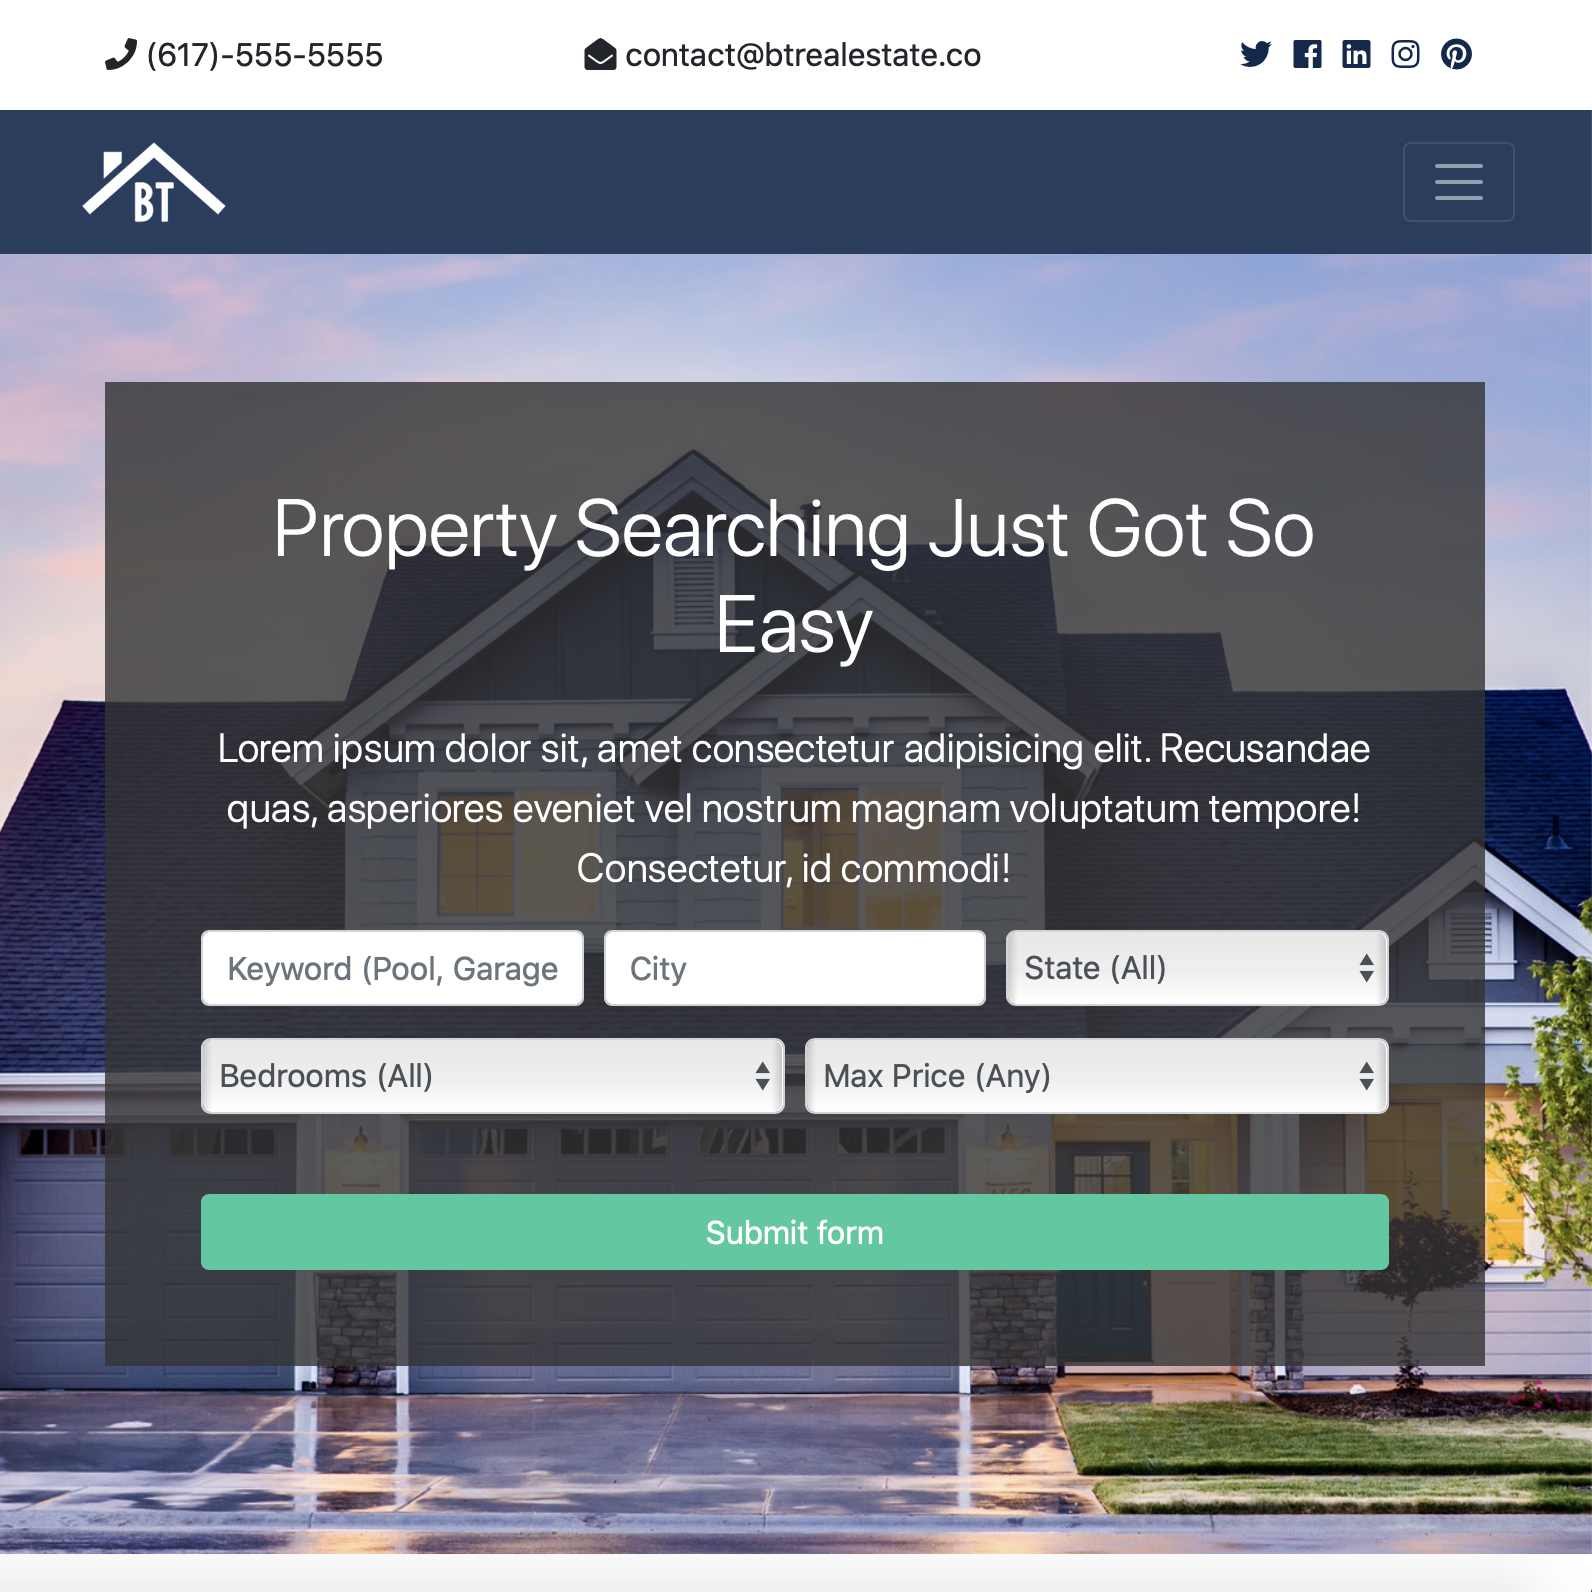 (617)-555-5555
contact@btrealestate.co
BT
Property Searching Just Got So
Easy
Lorem ipsum dolor sit, amet consectetur adipisicing elit. Recusandae
quas, asperiores eveniet vel nostrum magnam voluptatum tempore!
Consectetur, id commodi!
Keyword (Pool, Garage
City
State (All)
Bedrooms (All)
Max Price (Any)
Submit form